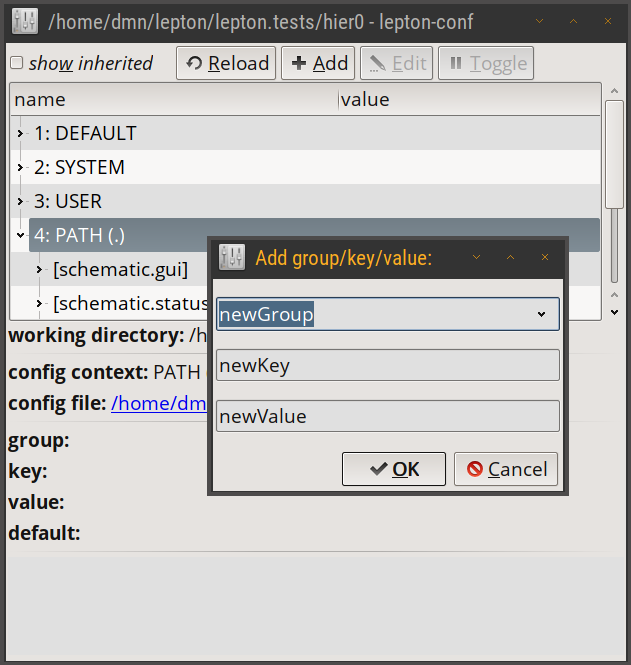 /home/dmn/lepton/lepton.tests/hier0 - lepton-conf
show inherited Reload Add Edit Toggle
name value
1: DEFAULT
2: SYSTEM
3: USER
4: PATH (.)
[schematic.gui]
[schematic.status
working directory: /h
config context: PATH
config file: /home/dm
group:
key:
value:
default:
Add group/key/value:
newGroup
newKey
newValue
OK Cancel